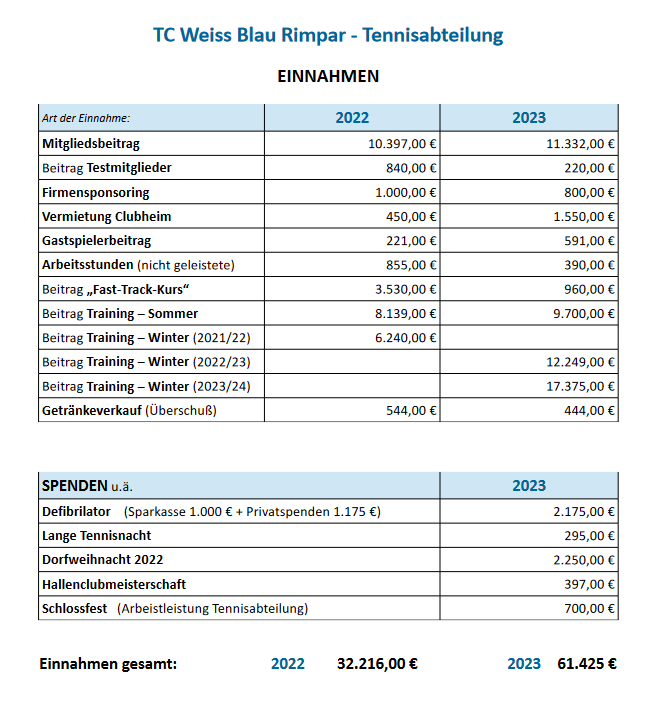 TC Weiss Blau Rimpar - Tennisabteilung
EINNAHMEN
Art der Einnahme: 2022 2023
Mitgliedsbeitrag 10.397,00 € 11.332,00 €
Beitrag Testmitglieder 840,00 € 220,00 €
Firmensponsoring 1.000,00 € 800,00 €
Vermietung Clubheim 450,00 € 1.550,00 €
Gastspielerbeitrag 221,00 € 591,00 €
Arbeitsstunden (nicht geleistete) 855,00 € 390,00 €
Beitrag „Fast-Track-Kurs“ 3.530,00 € 960,00 €
Beitrag Training – Sommer 8.139,00 € 9.700,00 €
Beitrag Training – Winter (2021/22) 6.240,00 €
Beitrag Training – Winter (2022/23) 12.249,00 €
Beitrag Training – Winter (2023/24) 17.375,00 €
Getränkeverkauf (Überschuß) 544,00 € 444,00 €
SPENDEN u.ä. 2023
Defibrilator (Sparkasse 1.000 € + Privatspenden 1.175 €) 2.175,00 €
Lange Tennisnacht 295,00 €
Dorfweihnacht 2022 2.250,00 €
Hallenclubmeisterschaft 397,00 €
Schlossfest (Arbeistleistung Tennisabteilung) 700,00 €
Einnahmen gesamt: 2022 32.216,00 € 2023 61.425 €